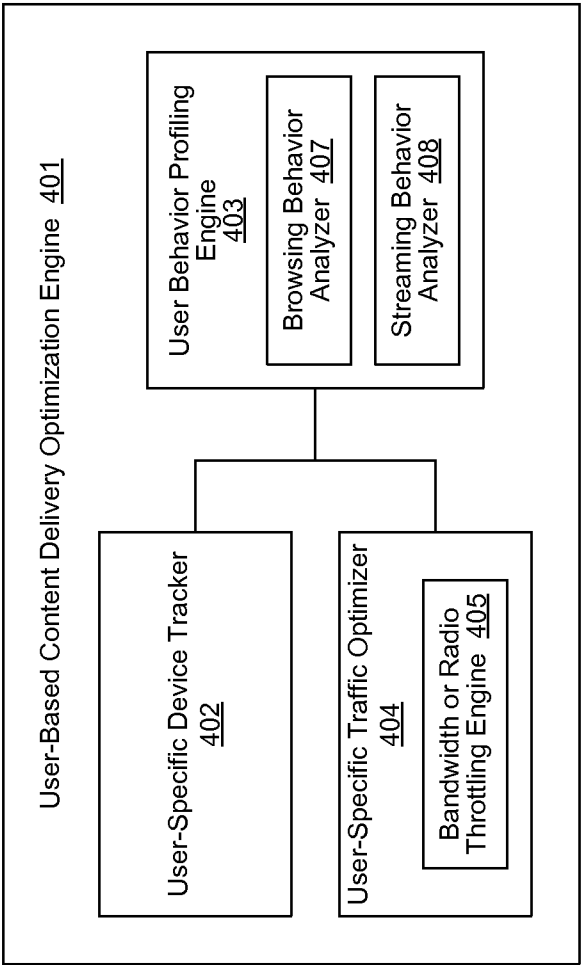 User-Based Content Delivery Optimization Engine 401
User-Specific Device Tracker
402
User Behavior Profiling
Engine
403
Browsing Behavior
Analyzer 407
Streaming Behavior
Analyzer 408
User-Specific Traffic Optimizer
404
Bandwidth or Radio
Throttling Engine 405